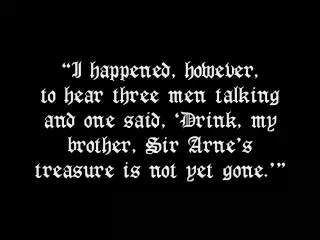 “I happened, however,
to hear three men talking
and one said, ‘Drink, my
brother, Sir Arne’s
treasure is not yet gone.’”